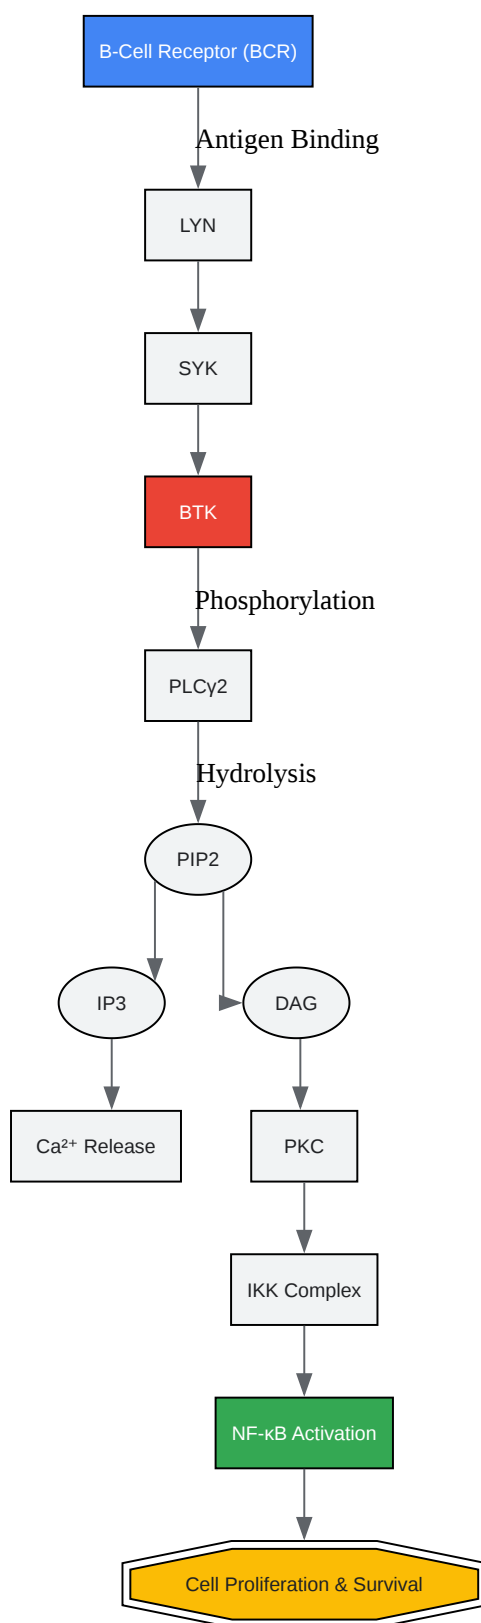 B-Cell Receptor (BCR)
Antigen Binding
LYN
SYK
BTK
Phosphorylation
PLCγ2
Hydrolysis
PIP2
IP3
DAG
Ca²⁺ Release
PKC
IKK Complex
NF-κB Activation
Cell Proliferation & Survival